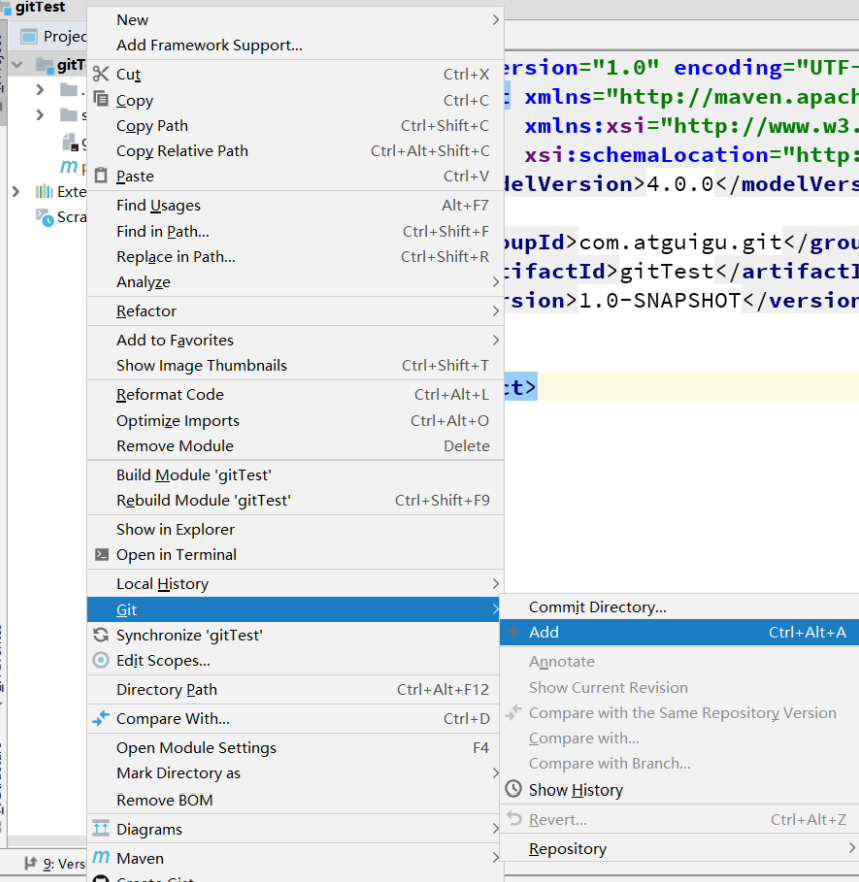 gitTest
Projec
New
Add Framework Support...
Cut Ctrl+X
Copy Ctrl+C
Copy Path Ctrl+Shift+C
Copy Relative Path Ctrl+Alt+Shift+C
Paste Ctrl+V
Find Usages Alt+F7
Find in Path... Ctrl+Shift+F
Replace in Path... Ctrl+Shift+R
Analyze
Refactor
Add to Favorites
Show Image Thumbnails Ctrl+Shift+T
Reformat Code Ctrl+Alt+L
Optimize Imports Ctrl+Alt+O
Remove Module Delete
Build Module 'gitTest'
Rebuild Module 'gitTest' Ctrl+Shift+F9
Show in Explorer
Open in Terminal
Local History
Git
Synchronize 'gitTest'
Edit Scopes...
Directory Path Ctrl+Alt+F12
Compare With... Ctrl+D
Open Module Settings F4
Mark Directory as
Remove BOM
Diagrams
Maven
gitT
Exte
Scra
9: Vers
ersion="1.0" encoding="UTF-
xmlns="http://maven.apach
xmlns:xsi="http://www.w3.
xsi:schemaLocation="http:
delVersion>4.0.0</modelVers
oupId>com.atguigu.git</grou
tifactId>gitTest</artifactI
rsion>1.0-SNAPSHOT</version
ct>
Commit Directory...
Add Ctrl+Alt+A
Annotate
Show Current Revision
Compare with the Same Repository Version
Compare with...
Compare with Branch...
Show History
Revert... Ctrl+Alt+Z
Repository